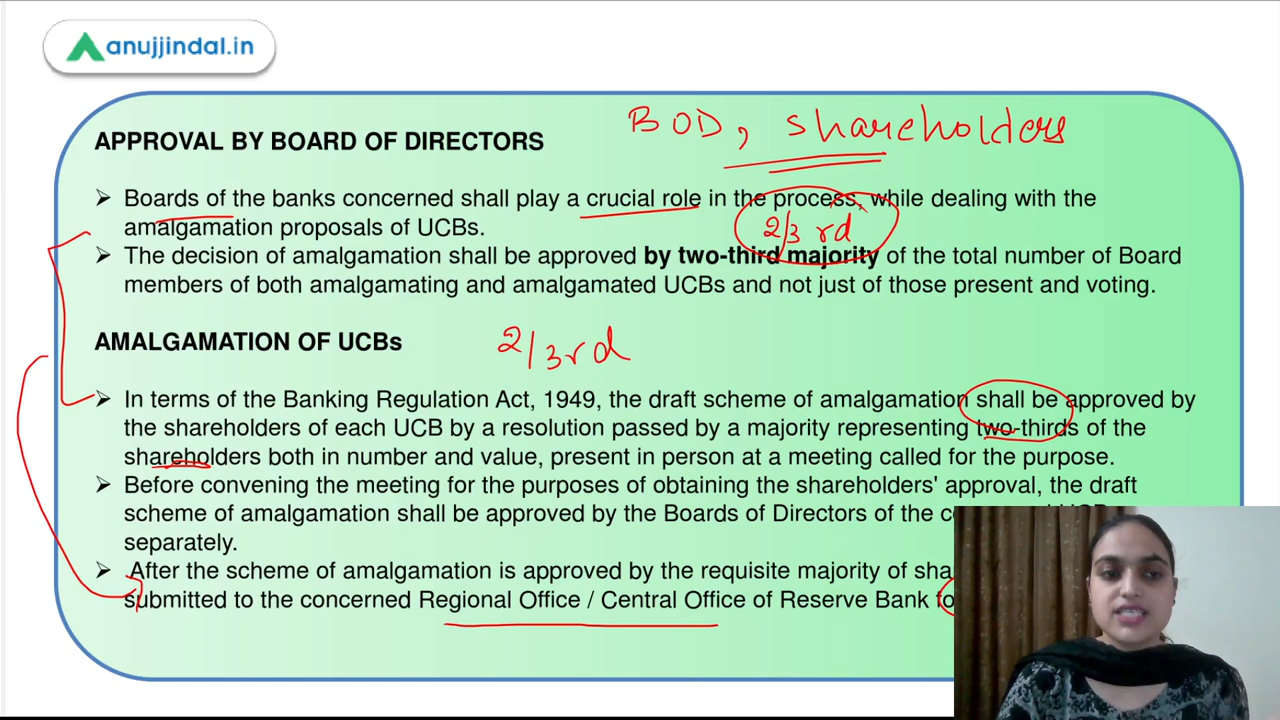 anujjindal.in
BOD, shareholders
APPROVAL BY BOARD OF DIRECTORS
➢ Boards of the banks concerned shall play a crucial role in the process, while dealing with the
amalgamation proposals of UCBs.
2/3 rd
➢ The decision of amalgamation shall be approved by two-third majority of the total number of Board
members of both amalgamating and amalgamated UCBs and not just of those present and voting.
AMALGAMATION OF UCBs
2/3rd
➢ In terms of the Banking Regulation Act, 1949, the draft scheme of amalgamation shall be approved by
the shareholders of each UCB by a resolution passed by a majority representing two-thirds of the
shareholders both in number and value, present in person at a meeting called for the purpose.
➢ Before convening the meeting for the purposes of obtaining the shareholders' approval, the draft
scheme of amalgamation shall be approved by the Boards of Directors of the
separately.
➢ After the scheme of amalgamation is approved by the requisite majority of
submitted to the concerned Regional Office / Central Office of Reserve Bank